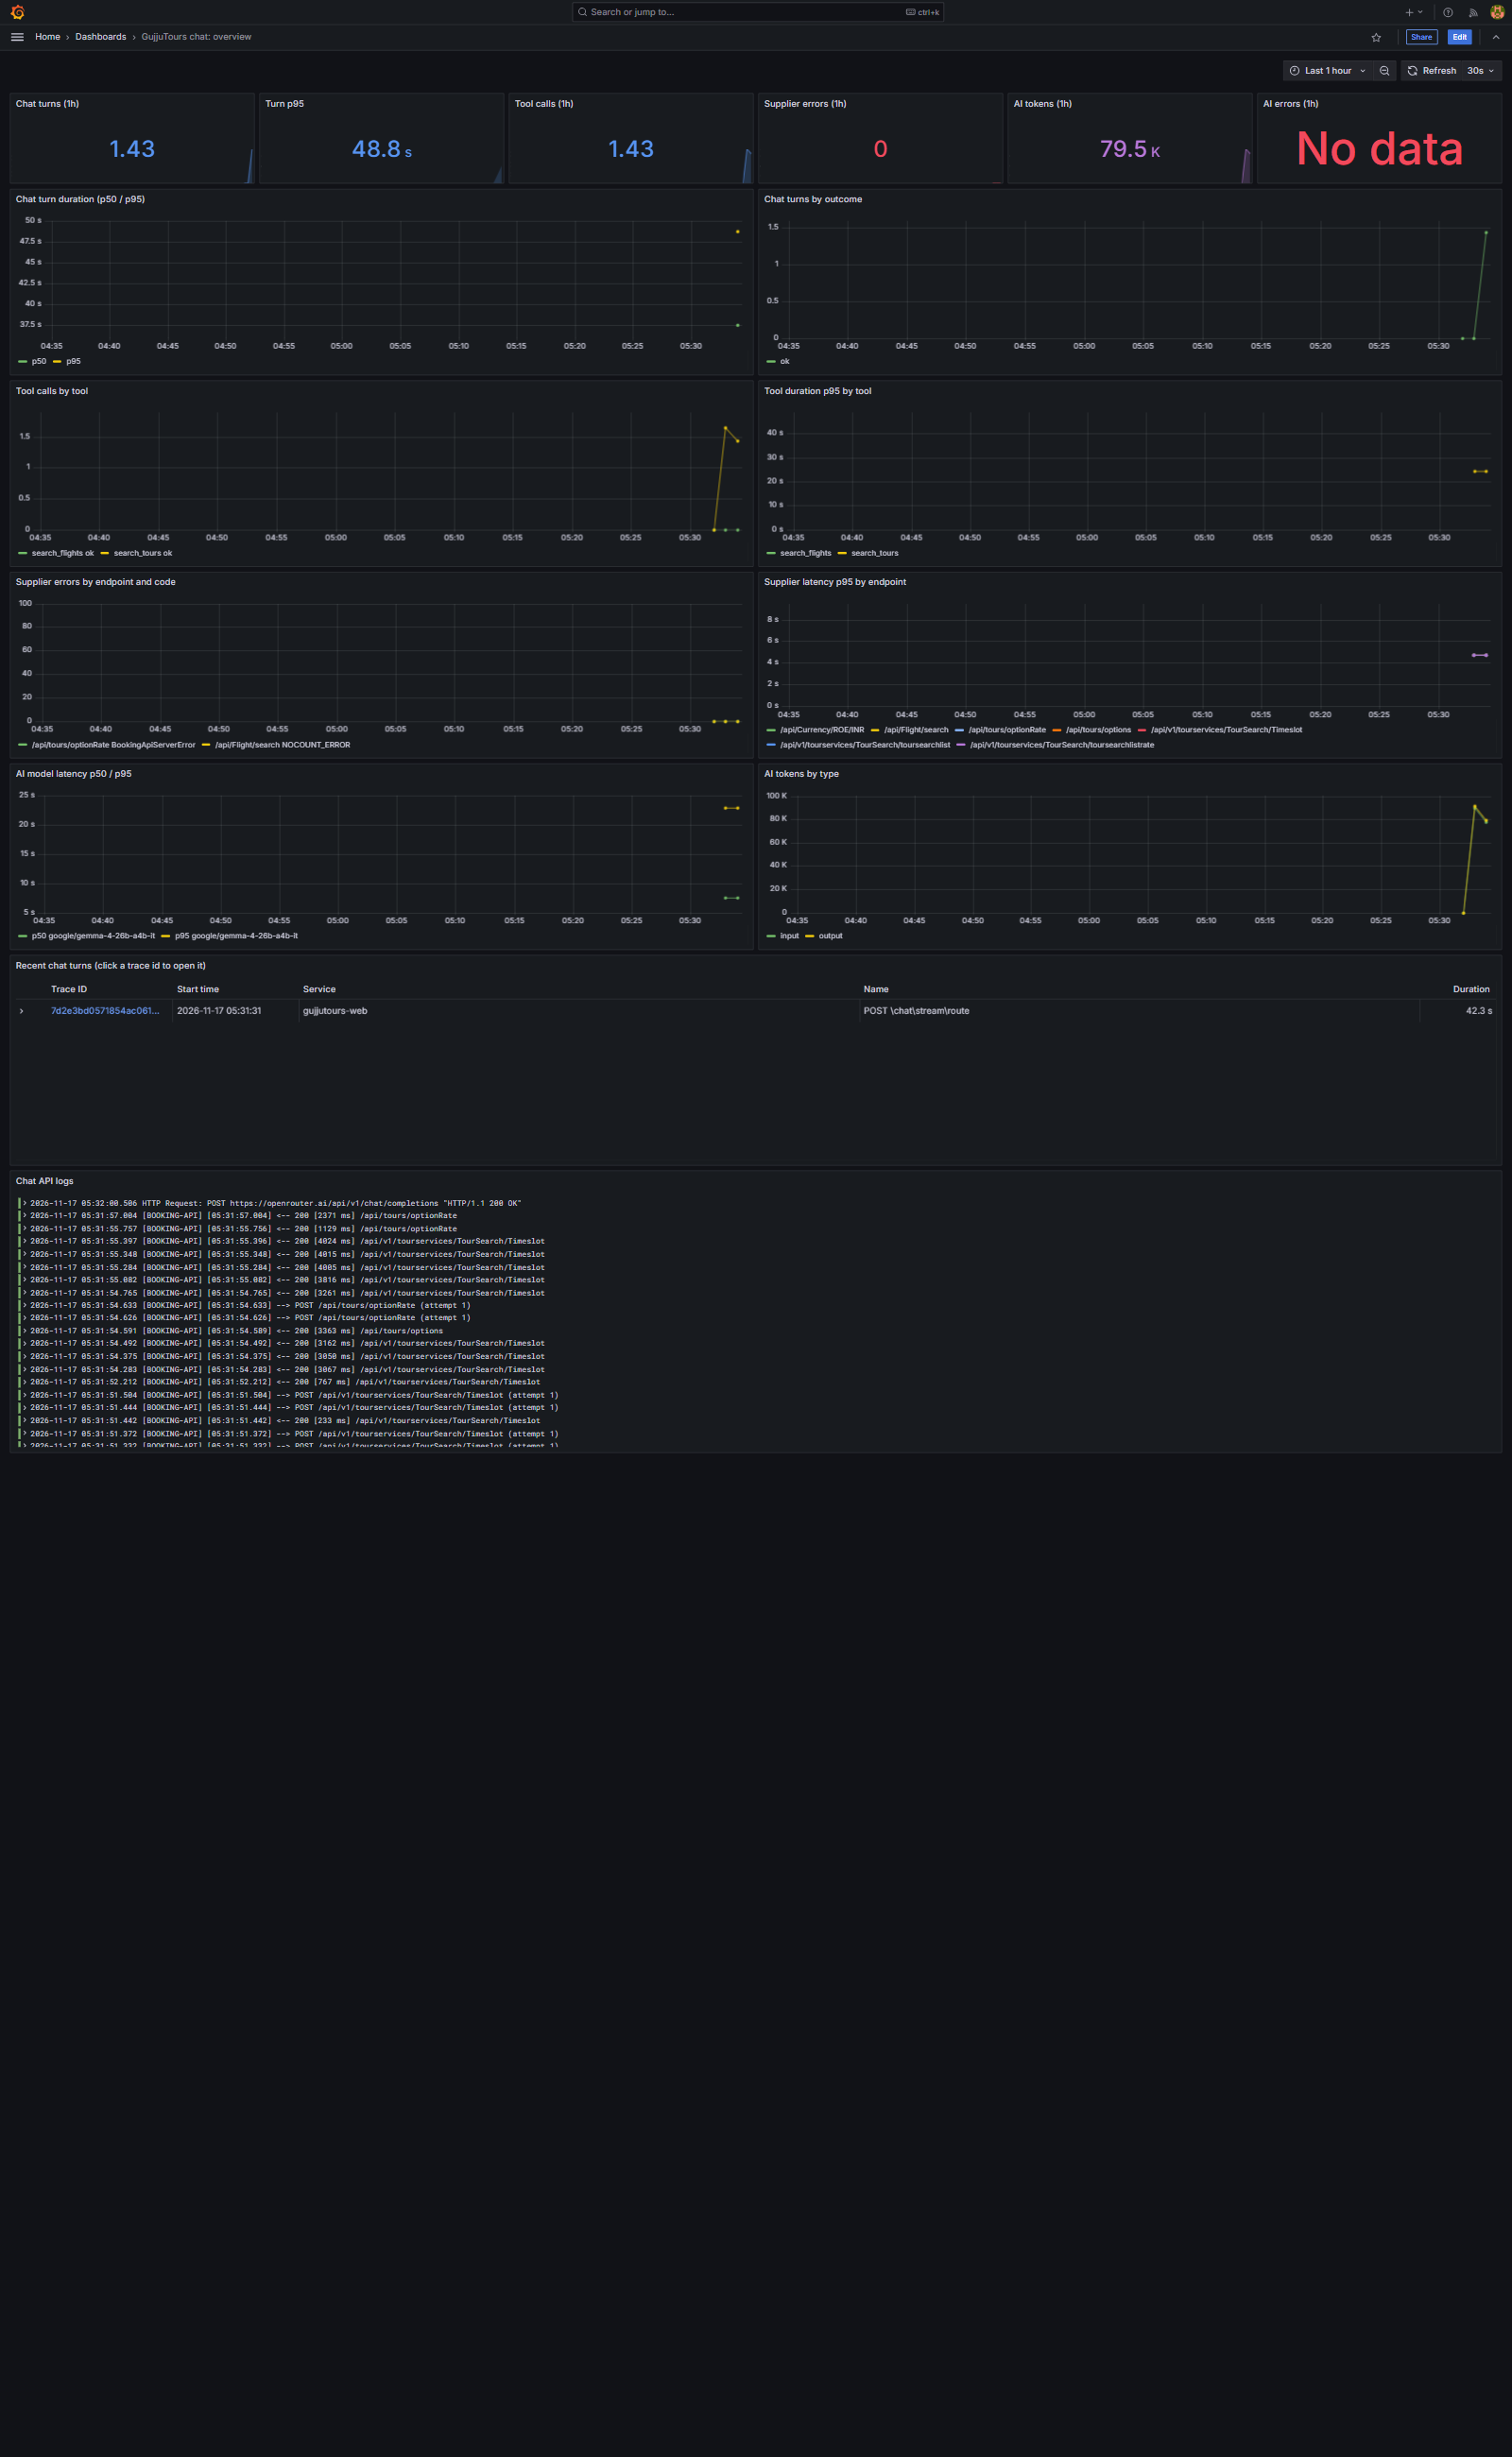 Search or jump to... ctrl+k
Home › Dashboards › GujjuTours chat: overview Share Edit
Last 1 hour Refresh 30s
Chat turns (1h) Turn p95 Tool calls (1h) Supplier errors (1h) AI tokens (1h) AI errors (1h)
1.43 48.8 s 1.43 0 79.5 K No data
Chat turn duration (p50 / p95)
50 s
47.5 s
45 s
42.5 s
40 s
37.5 s
04:35 04:40 04:45 04:50 04:55 05:00 05:05 05:10 05:15 05:20 05:25 05:30
p50 p95
Chat turns by outcome
1.5
1
0.5
0
04:35 04:40 04:45 04:50 04:55 05:00 05:05 05:10 05:15 05:20 05:25 05:30
ok
Tool calls by tool
1.5
1
0.5
0
04:35 04:40 04:45 04:50 04:55 05:00 05:05 05:10 05:15 05:20 05:25 05:30
search_flights ok search_tours ok
Tool duration p95 by tool
40 s
30 s
20 s
10 s
0 s
04:35 04:40 04:45 04:50 04:55 05:00 05:05 05:10 05:15 05:20 05:25 05:30
search_flights search_tours
Supplier errors by endpoint and code
100
80
60
40
20
0
04:35 04:40 04:45 04:50 04:55 05:00 05:05 05:10 05:15 05:20 05:25 05:30
/api/tours/optionRate BookingApiServerError /api/Flight/search NOCOUNT_ERROR
Supplier latency p95 by endpoint
8 s
6 s
4 s
2 s
0 s
04:35 04:40 04:45 04:50 04:55 05:00 05:05 05:10 05:15 05:20 05:25 05:30
/api/Currency/ROE/INR /api/Flight/search /api/tours/optionRate /api/tours/options /api/v1/tourservices/TourSearch/Timeslot
/api/v1/tourservices/TourSearch/toursearchlist /api/v1/tourservices/TourSearch/toursearchlistrate
AI model latency p50 / p95
25 s
20 s
15 s
10 s
5 s
04:35 04:40 04:45 04:50 04:55 05:00 05:05 05:10 05:15 05:20 05:25 05:30
p50 google/gemma-4-26b-a4b-it p95 google/gemma-4-26b-a4b-it
AI tokens by type
100 K
80 K
60 K
40 K
20 K
0
04:35 04:40 04:45 04:50 04:55 05:00 05:05 05:10 05:15 05:20 05:25 05:30
input output
Recent chat turns (click a trace id to open it)
Trace ID Start time Service Name Duration
7d2e3bd0571854ac061... 2026-11-17 05:31:31 gujjutours-web POST \chat\stream\route 42.3 s
Chat API logs
2026-11-17 05:32:00.506 HTTP Request: POST https://openrouter.ai/api/v1/chat/completions "HTTP/1.1 200 OK"
2026-11-17 05:31:57.004 [BOOKING-API] [05:31:57.004] <-- 200 [2371 ms] /api/tours/optionRate
2026-11-17 05:31:55.757 [BOOKING-API] [05:31:55.756] <-- 200 [1129 ms] /api/tours/optionRate
2026-11-17 05:31:55.397 [BOOKING-API] [05:31:55.396] <-- 200 [4024 ms] /api/v1/tourservices/TourSearch/Timeslot
2026-11-17 05:31:55.348 [BOOKING-API] [05:31:55.348] <-- 200 [4015 ms] /api/v1/tourservices/TourSearch/Timeslot
2026-11-17 05:31:55.284 [BOOKING-API] [05:31:55.284] <-- 200 [4005 ms] /api/v1/tourservices/TourSearch/Timeslot
2026-11-17 05:31:55.082 [BOOKING-API] [05:31:55.082] <-- 200 [3816 ms] /api/v1/tourservices/TourSearch/Timeslot
2026-11-17 05:31:54.765 [BOOKING-API] [05:31:54.765] <-- 200 [3261 ms] /api/v1/tourservices/TourSearch/Timeslot
2026-11-17 05:31:54.633 [BOOKING-API] [05:31:54.633] --> POST /api/tours/optionRate (attempt 1)
2026-11-17 05:31:54.626 [BOOKING-API] [05:31:54.626] --> POST /api/tours/optionRate (attempt 1)
2026-11-17 05:31:54.591 [BOOKING-API] [05:31:54.589] <-- 200 [3363 ms] /api/tours/options
2026-11-17 05:31:54.492 [BOOKING-API] [05:31:54.492] <-- 200 [3162 ms] /api/v1/tourservices/TourSearch/Timeslot
2026-11-17 05:31:54.375 [BOOKING-API] [05:31:54.375] <-- 200 [3050 ms] /api/v1/tourservices/TourSearch/Timeslot
2026-11-17 05:31:54.283 [BOOKING-API] [05:31:54.283] <-- 200 [3067 ms] /api/v1/tourservices/TourSearch/Timeslot
2026-11-17 05:31:52.212 [BOOKING-API] [05:31:52.212] <-- 200 [767 ms] /api/v1/tourservices/TourSearch/Timeslot
2026-11-17 05:31:51.504 [BOOKING-API] [05:31:51.504] --> POST /api/v1/tourservices/TourSearch/Timeslot (attempt 1)
2026-11-17 05:31:51.444 [BOOKING-API] [05:31:51.444] --> POST /api/v1/tourservices/TourSearch/Timeslot (attempt 1)
2026-11-17 05:31:51.442 [BOOKING-API] [05:31:51.442] <-- 200 [233 ms] /api/v1/tourservices/TourSearch/Timeslot
2026-11-17 05:31:51.372 [BOOKING-API] [05:31:51.372] --> POST /api/v1/tourservices/TourSearch/Timeslot (attempt 1)
2026-11-17 05:31:51.332 [BOOKING-API] [05:31:51.332] --> POST /api/v1/tourservices/TourSearch/Timeslot (attempt 1)